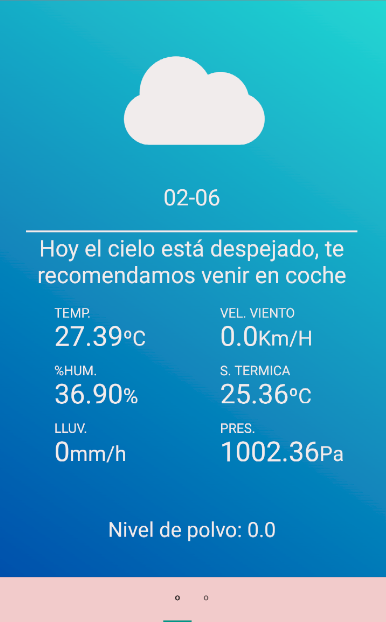 02-06
Hoy el cielo está despejado, te
recomendamos venir en coche
TEMP. VEL. VIENTO
27.39ºC 0.0Km/H
%HUM. S. TERMICA
36.90% 25.36ºC
LLUV. PRES.
0mm/h 1002.36Pa
Nivel de polvo: 0.0